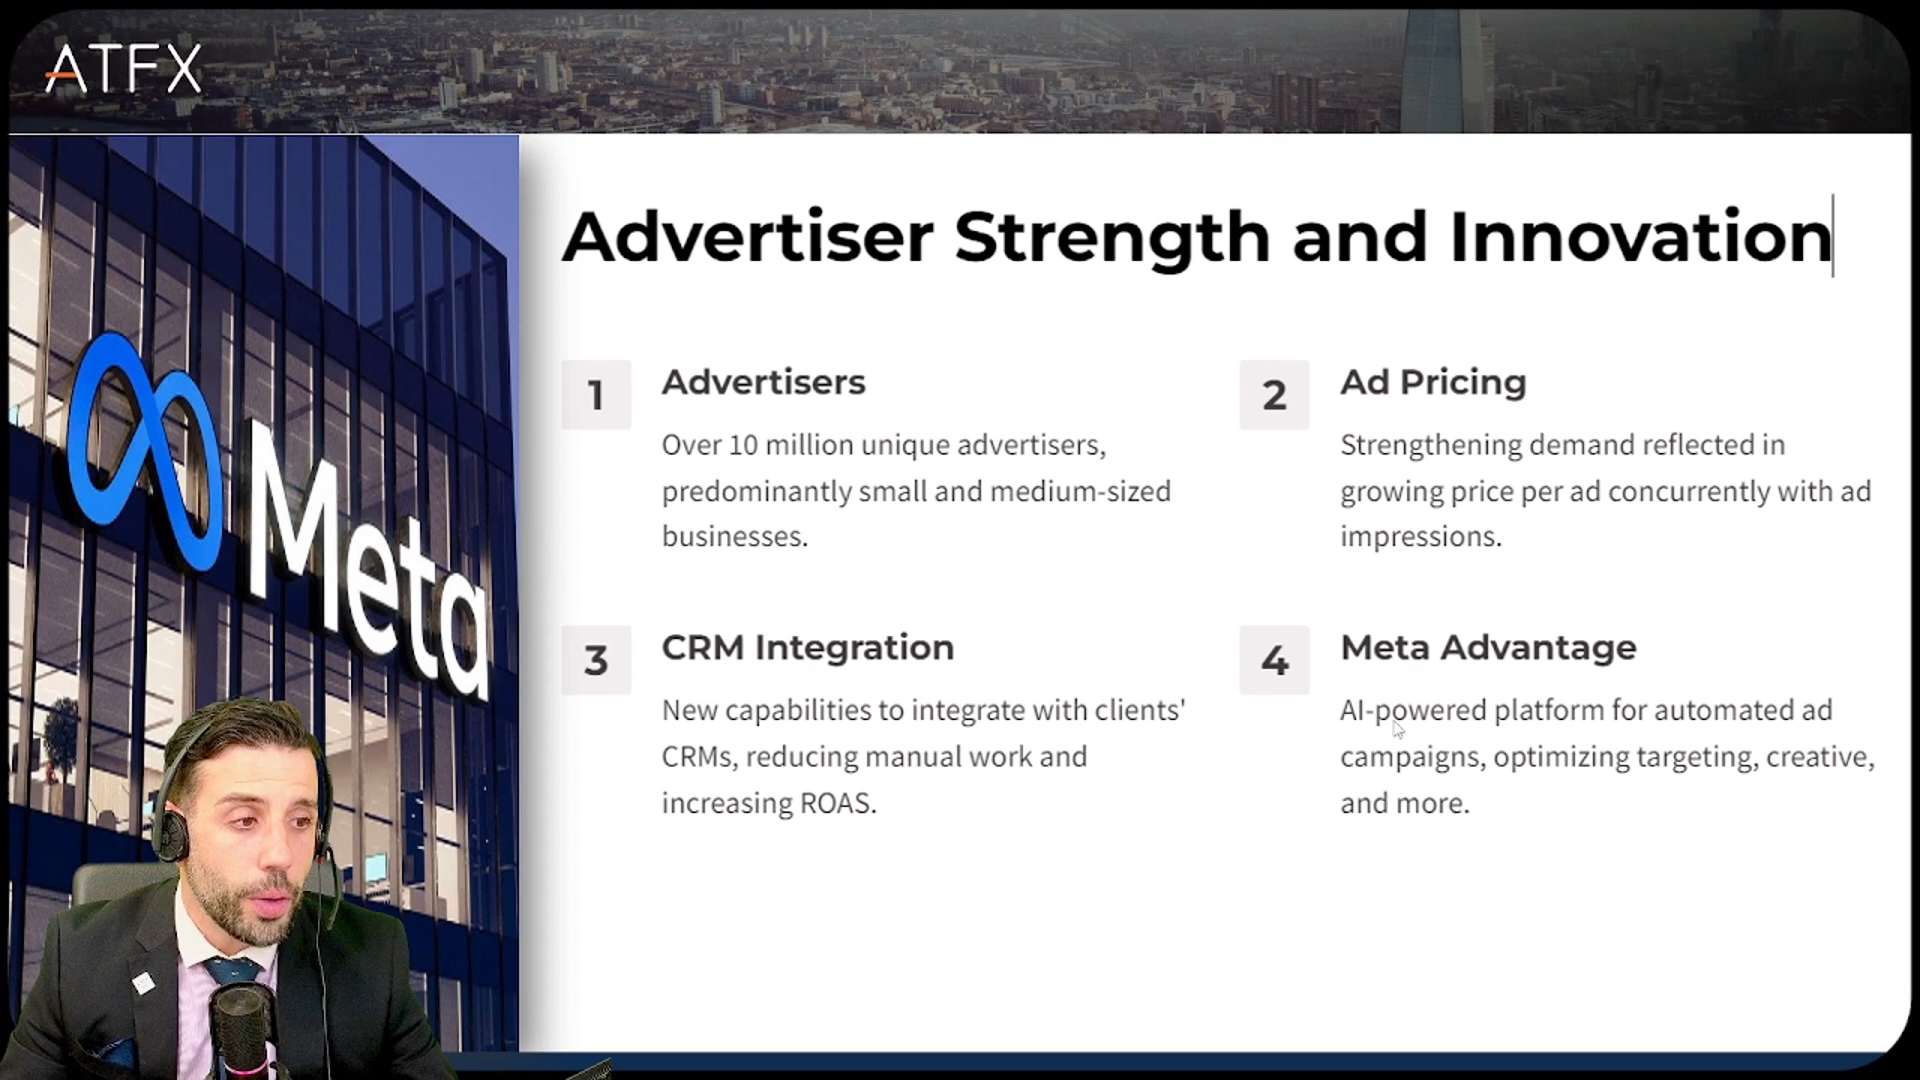 ATFX
Meta
Advertiser Strength and Innovation
1
Advertisers
Over 10 million unique advertisers,
predominantly small and medium-sized
businesses.
2
Ad Pricing
Strengthening demand reflected in
growing price per ad concurrently with ad
impressions.
3
CRM Integration
New capabilities to integrate with clients'
CRMs, reducing manual work and
increasing ROAS.
4
Meta Advantage
AI-powered platform for automated ad
campaigns, optimizing targeting, creative,
and more.